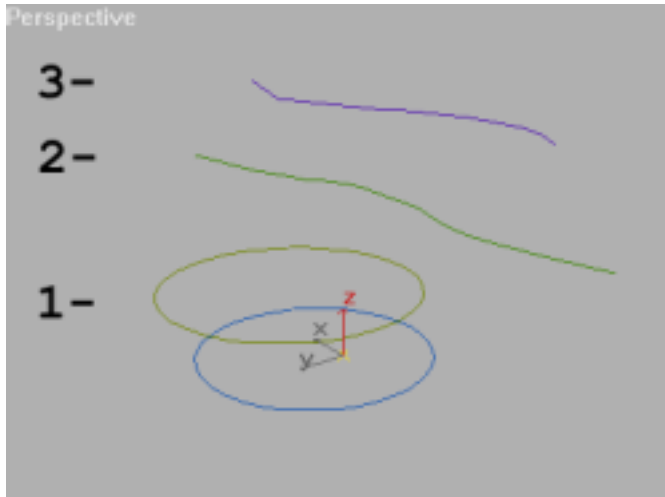 Perspective
3-
2-
1-
z
x
y